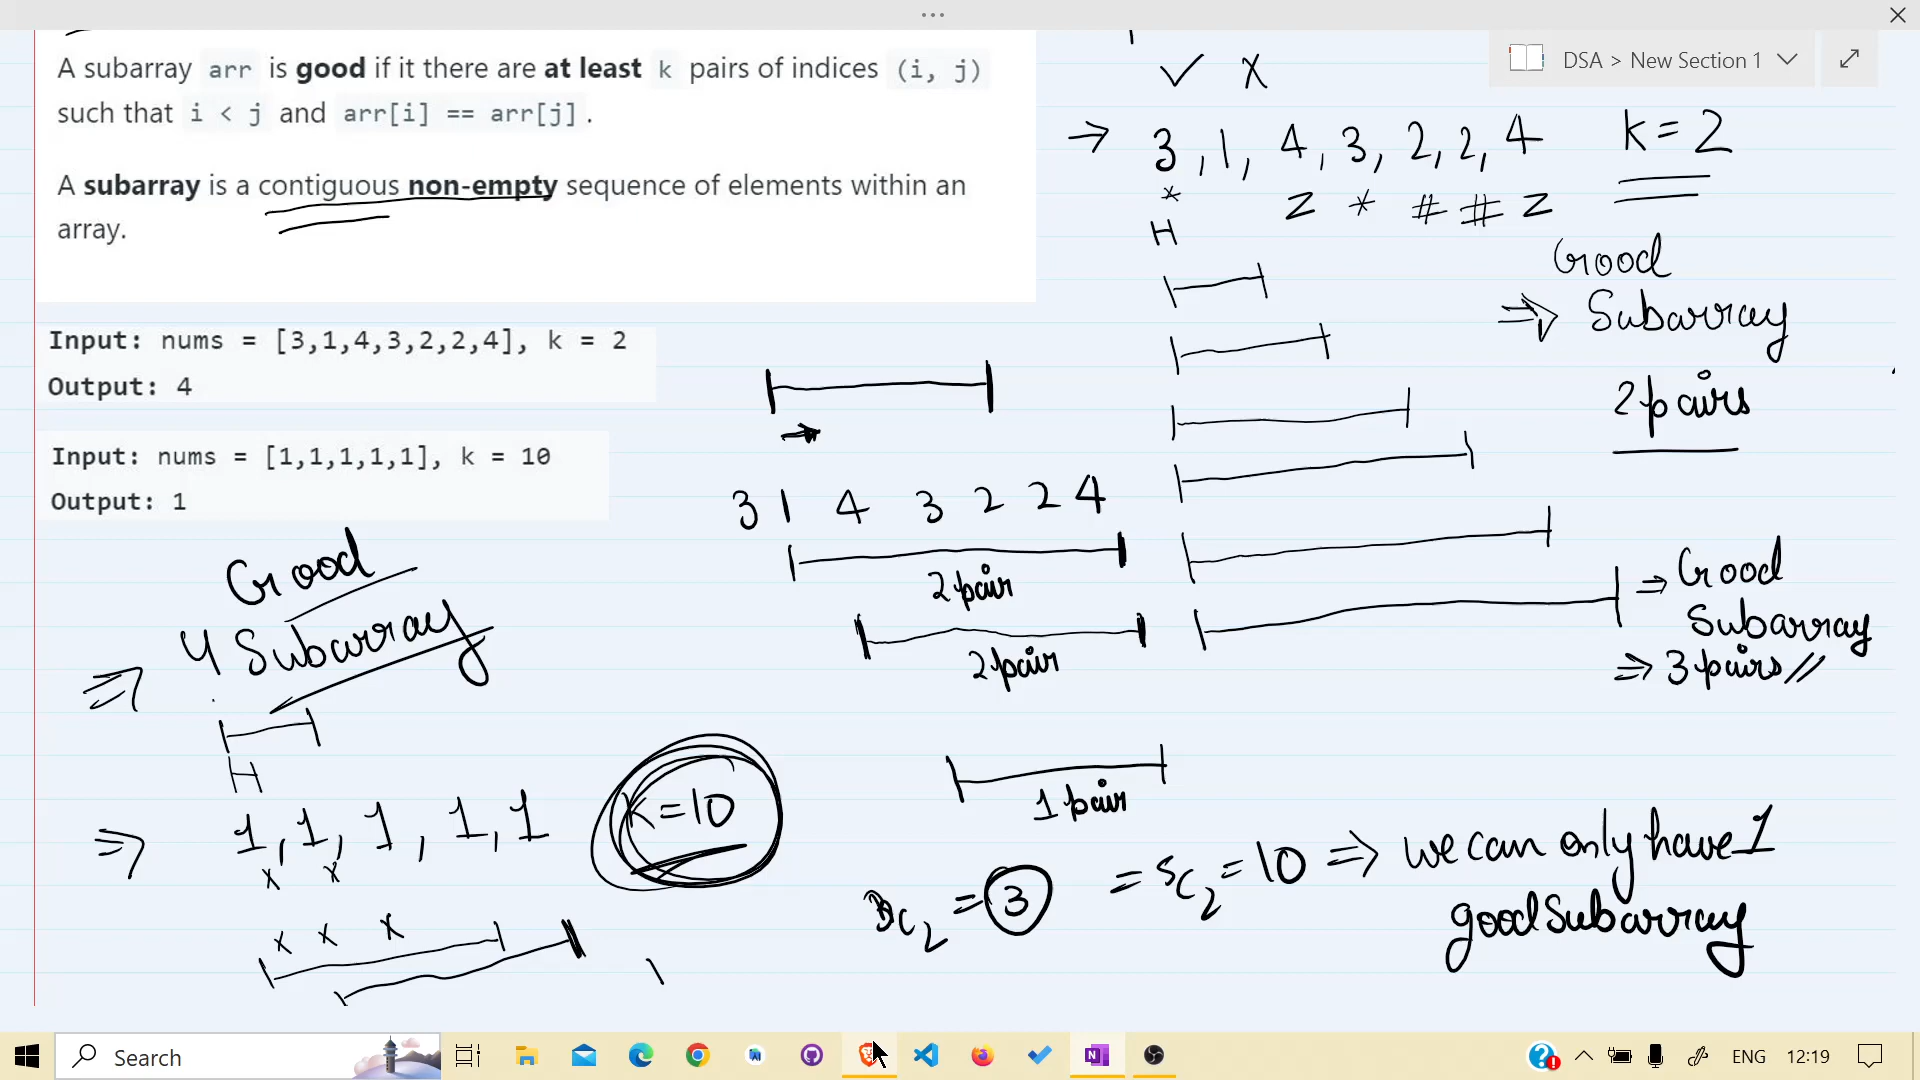 A subarray arr is good if it there are at least k pairs of indices (i, j)
such that i < j and arr[i] == arr[j].
A subarray is a contiguous non-empty sequence of elements within an
array.
Input: nums = [3,1,4,3,2,2,4], k = 2
Output: 4
Input: nums = [1,1,1,1,1], k = 10
Output: 1
Good
⇒ 4 Subarray
⇒ 1, 1, 1, 1, 1
x x
x x x
K=10
3 1 4 3 2 2 4
2 pair
2 pair
1 pair
C2 = 3
= 5C2 = 10 ⇒ we can only have 1
good Subarray
✓ X
→ 3, 1, 4, 3, 2, 2, 4 K = 2
* Z * # # Z
Good
⇒ Subarray
2 pairs
⇒ Good
Subarray
⇒ 3 pairs //
DSA > New Section 1
Search
ENG
12:19